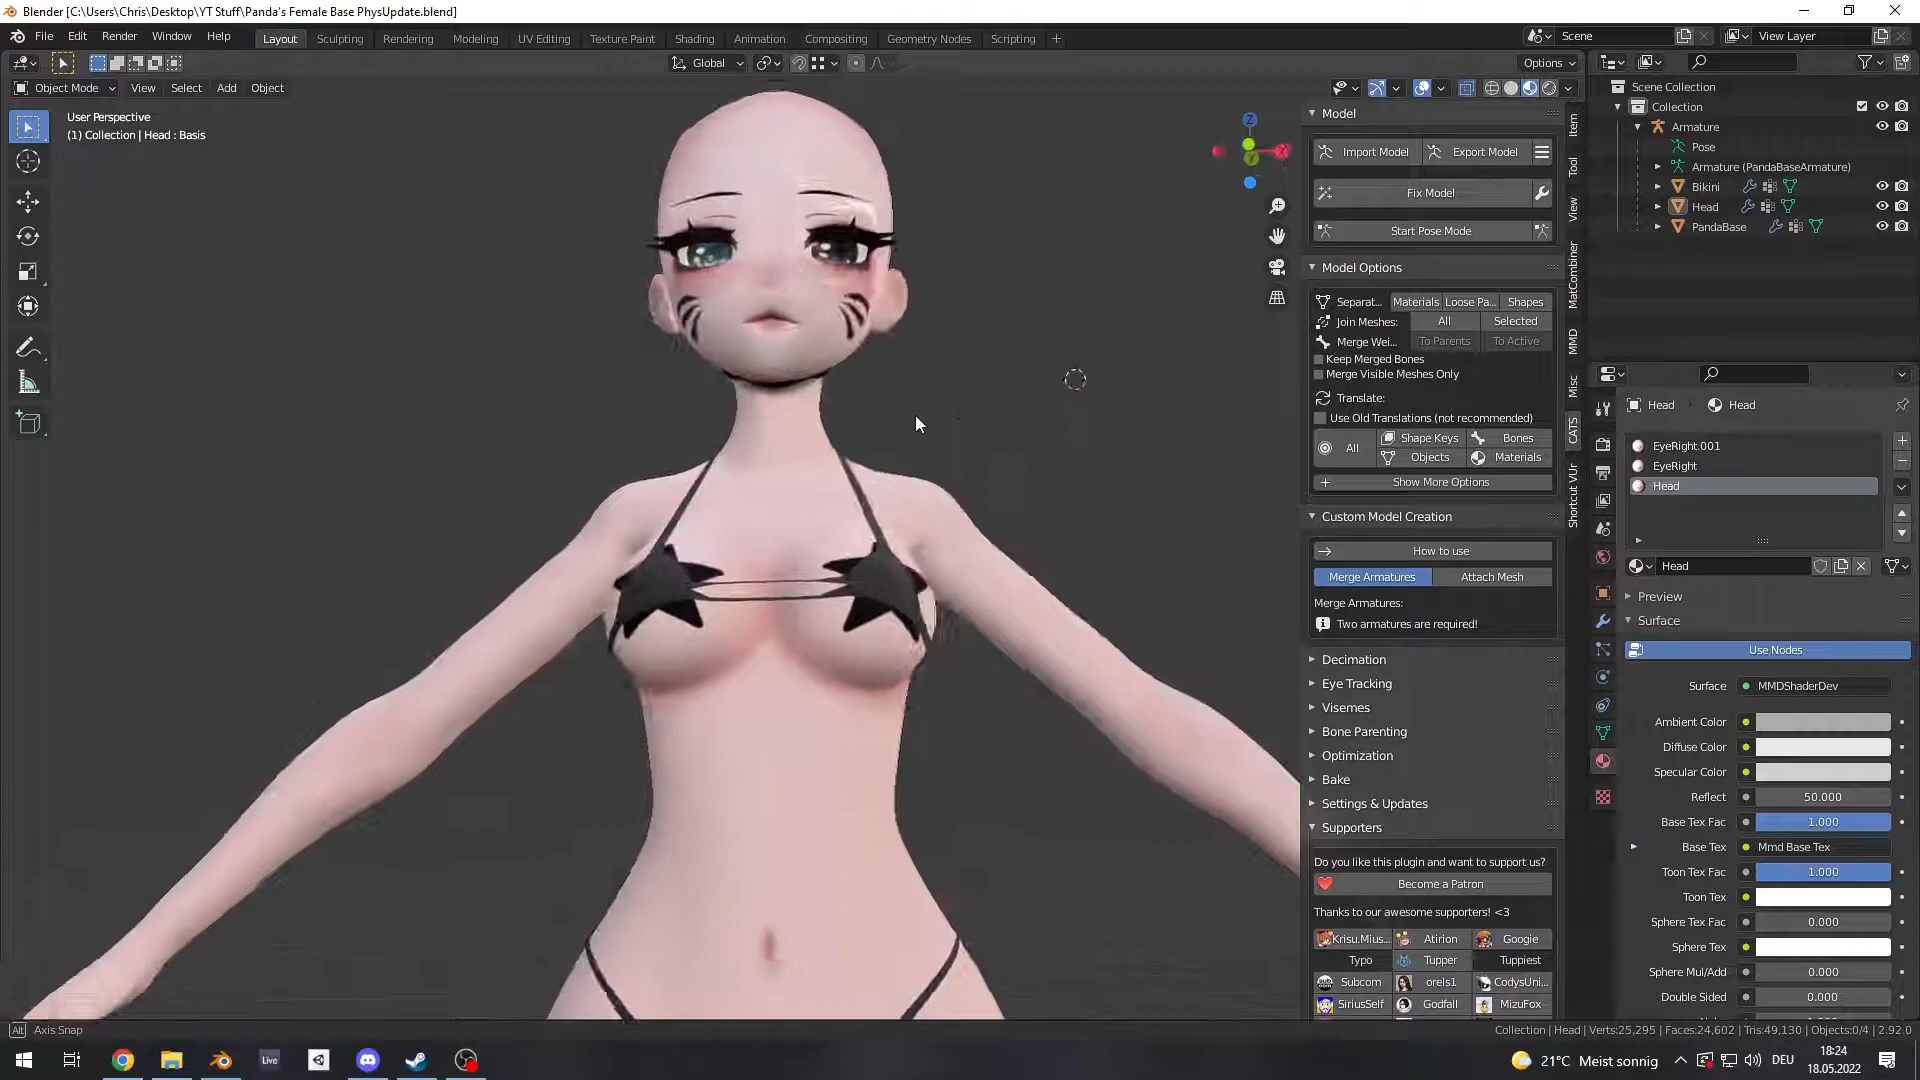 Blender [C:\Users\Chris\Desktop\YT Stuff\Panda's Female Base PhysUpdate.blend]
File Edit Render Window Help Layout Sculpting Rendering Modeling UV Editing Texture Paint Shading Animation Compositing Geometry Nodes Scripting + Scene View Layer
Global Options
Object Mode View Select Add Object
User Perspective
(1) Collection | Head : Basis
Z
Y
X
Model
Import Model Export Model
Fix Model
Start Pose Mode
Model Options
Separat... Materials Loose Pa... Shapes
Join Meshes: All Selected
Merge Wei... To Parents To Active
Keep Merged Bones
Merge Visible Meshes Only
Translate:
Use Old Translations (not recommended)
All Shape Keys Bones
Objects Materials
Show More Options
Custom Model Creation
How to use
Merge Armatures Attach Mesh
Merge Armatures:
Two armatures are required!
Decimation
Eye Tracking
Visemes
Bone Parenting
Optimization
Bake
Settings & Updates
Supporters
Do you like this plugin and want to support us?
Become a Patron
Thanks to our awesome supporters! <3
Krisu.Mius... Atirion Googie
Typo Tupper Tuppiest
Subcom orels1 CodysUni...
SiriusSelf Godfall MizuFox
Item
Tool
View
MatCombiner
MMD
Misc
CATS
Shortcut VUr
Scene Collection
Collection
Armature
Pose
Armature (PandaBaseArmature)
Bikini
Head
PandaBase
Head Head
EyeRight.001
EyeRight
Head
Head
Preview
Surface
Use Nodes
Surface MMDShaderDev
Ambient Color
Diffuse Color
Specular Color
Reflect 50.000
Base Tex Fac 1.000
Base Tex Mmd Base Tex
Toon Tex Fac 1.000
Toon Tex
Sphere Tex Fac 0.000
Sphere Tex
Sphere Mul/Add 0.000
Double Sided 0.000
Alt Axis Snap
Collection | Head | Verts:25,295 | Faces:24,602 | Tris:49,130 | Objects:0/4 | 2.92.0
Live
21°C Meist sonnig
DEU
18:24
18.05.2022